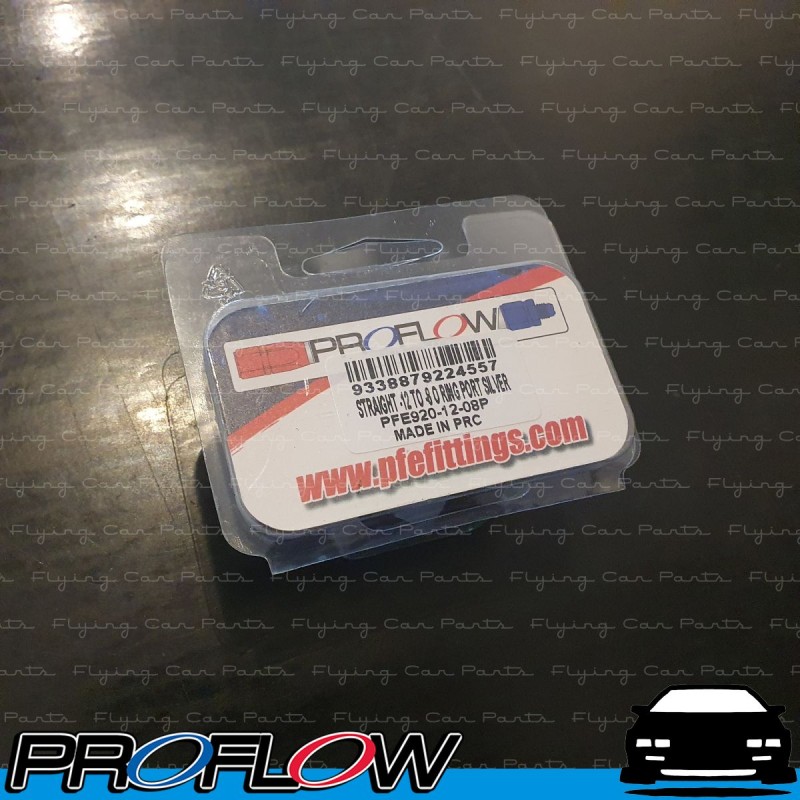 PROFLOW
9338879224557
STRAIGHT -12 TO -8 O RING PORT SILVER
PFE920-12-08P
MADE IN PRC
www.pfefittings.com
Flying Car Parts
PROFLOW